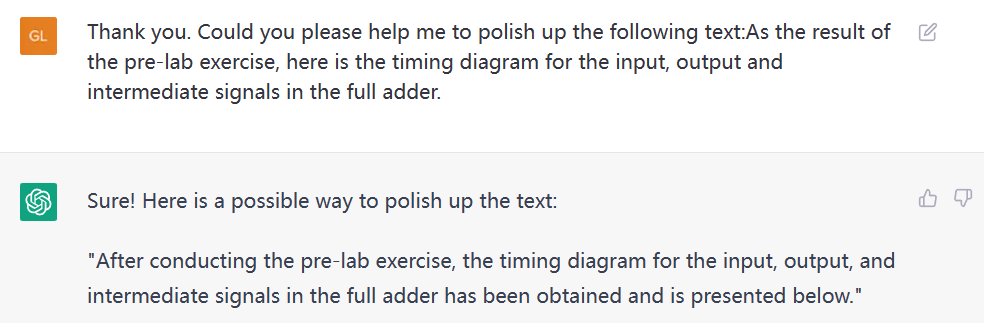 GL
Thank you. Could you please help me to polish up the following text:As the result of
the pre-lab exercise, here is the timing diagram for the input, output and
intermediate signals in the full adder.
Sure! Here is a possible way to polish up the text:
"After conducting the pre-lab exercise, the timing diagram for the input, output, and
intermediate signals in the full adder has been obtained and is presented below."